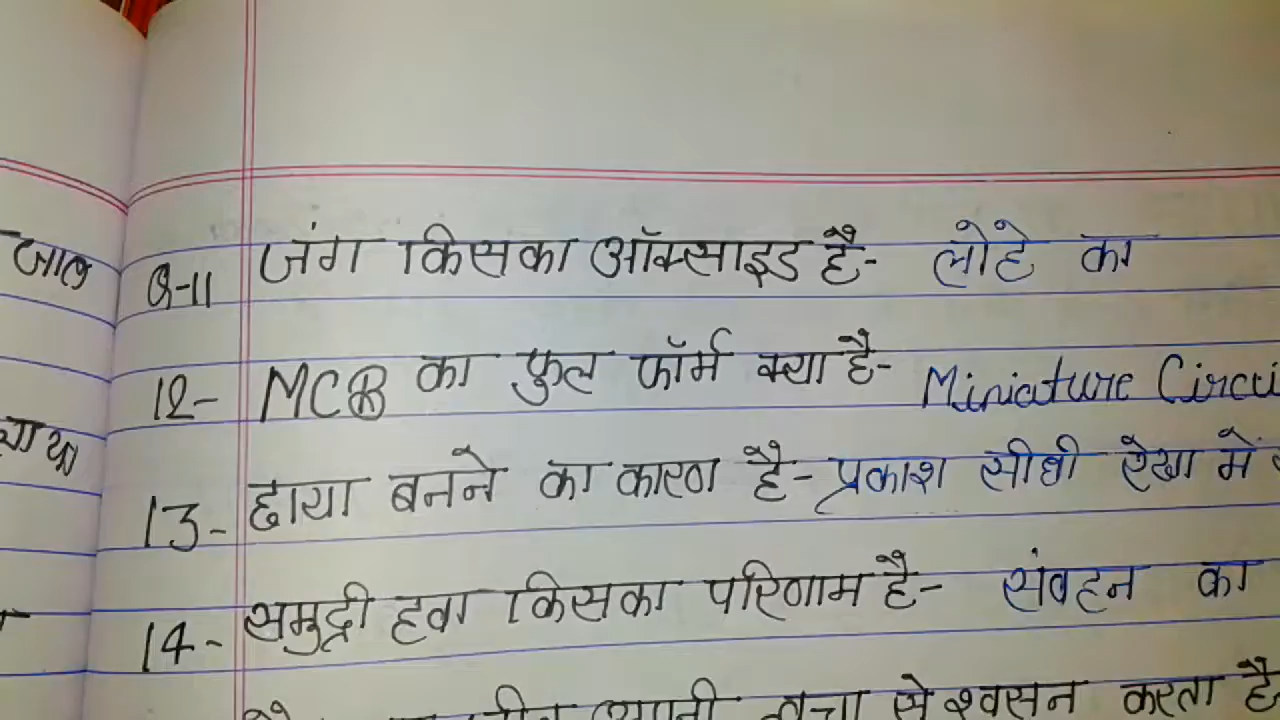 जाल
Q-11 जंग किसका ऑक्साइड है- लोहे का
12- MCB का फुल फॉर्म क्या है- Miniature Circui
13- छाया बनने का कारण है- प्रकाश सीधी रेखा में
14- समुद्री हवा किसका परिणाम है- संवहन का
त्वचा से श्वसन करता है